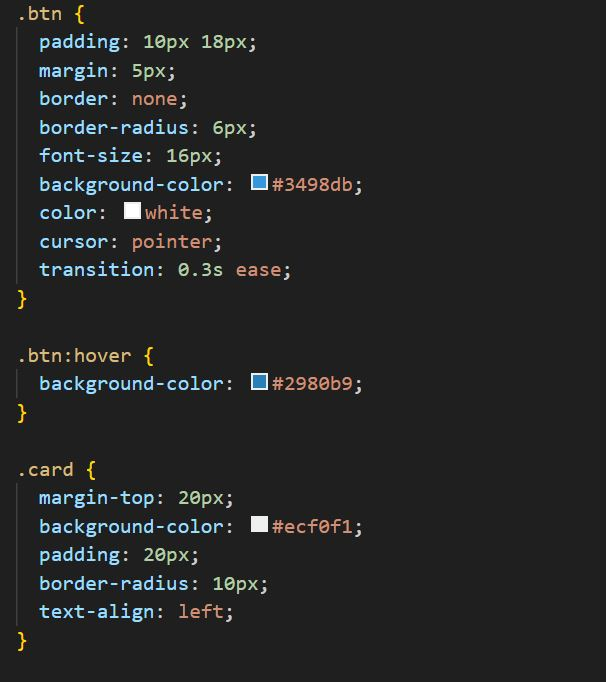 .btn {
  padding: 10px 18px;
  margin: 5px;
  border: none;
  border-radius: 6px;
  font-size: 16px;
  background-color: #3498db;
  color: white;
  cursor: pointer;
  transition: 0.3s ease;
}

.btn:hover {
  background-color: #2980b9;
}

.card {
  margin-top: 20px;
  background-color: #ecf0f1;
  padding: 20px;
  border-radius: 10px;
  text-align: left;
}